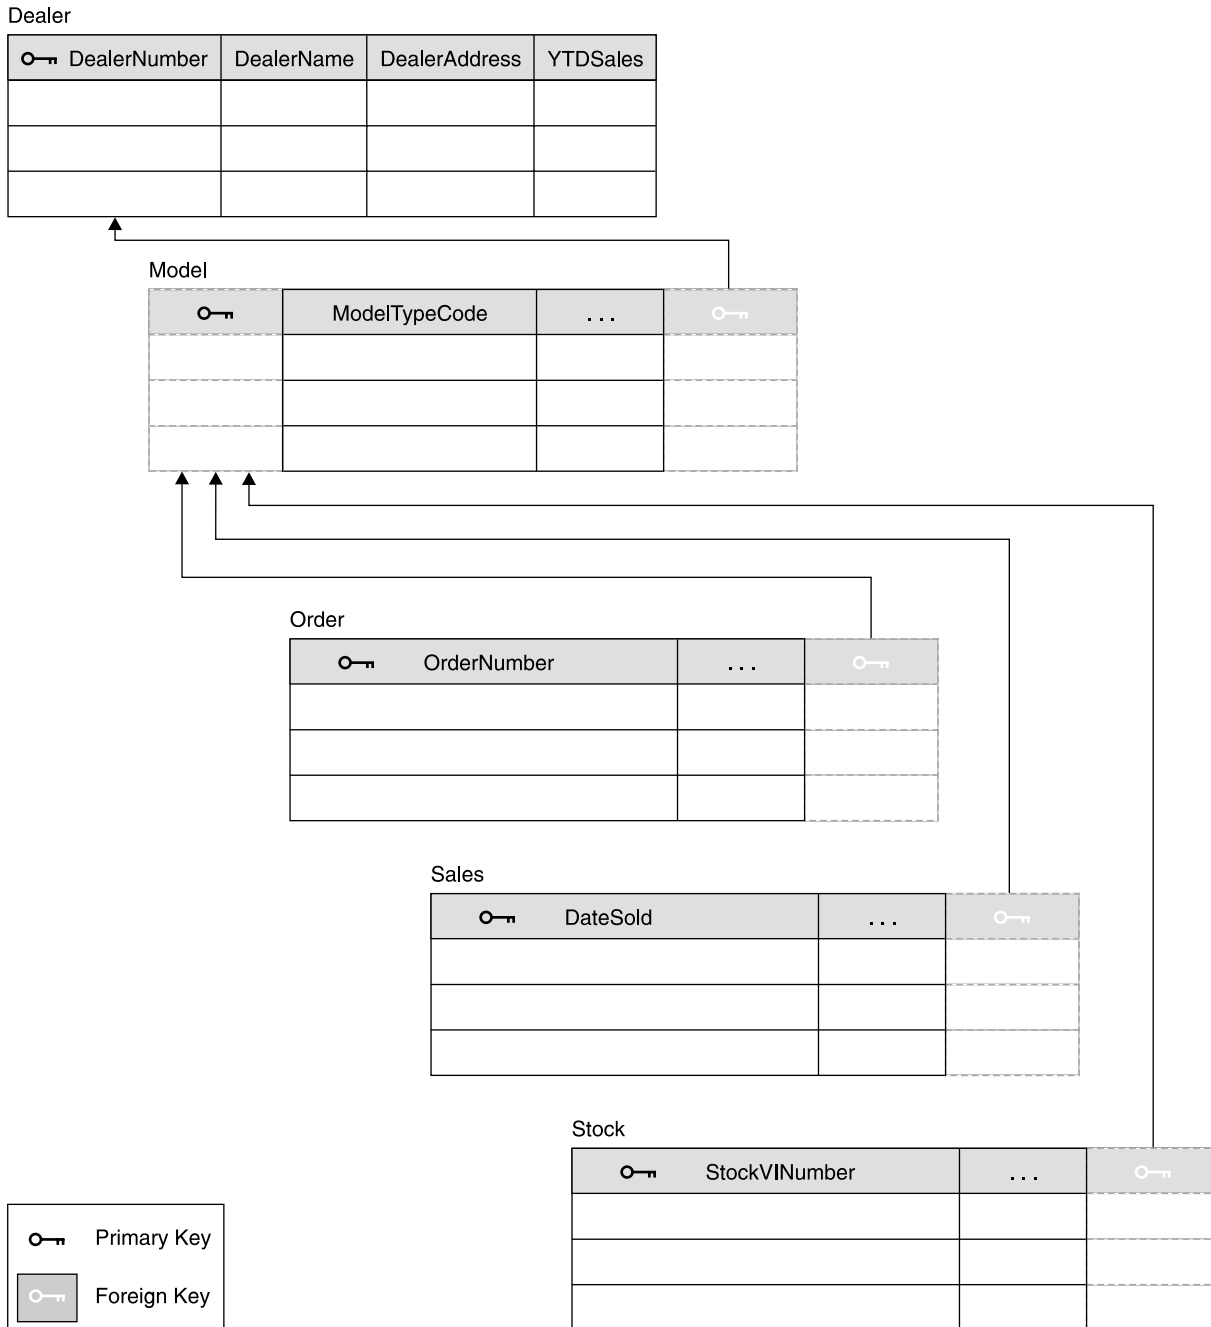 Dealer
DealerNumber DealerName DealerAddress YTDSales
Model
ModelTypeCode ...
Order
OrderNumber ...
Sales
DateSold ...
Stock
StockVINumber ...
Primary Key
Foreign Key